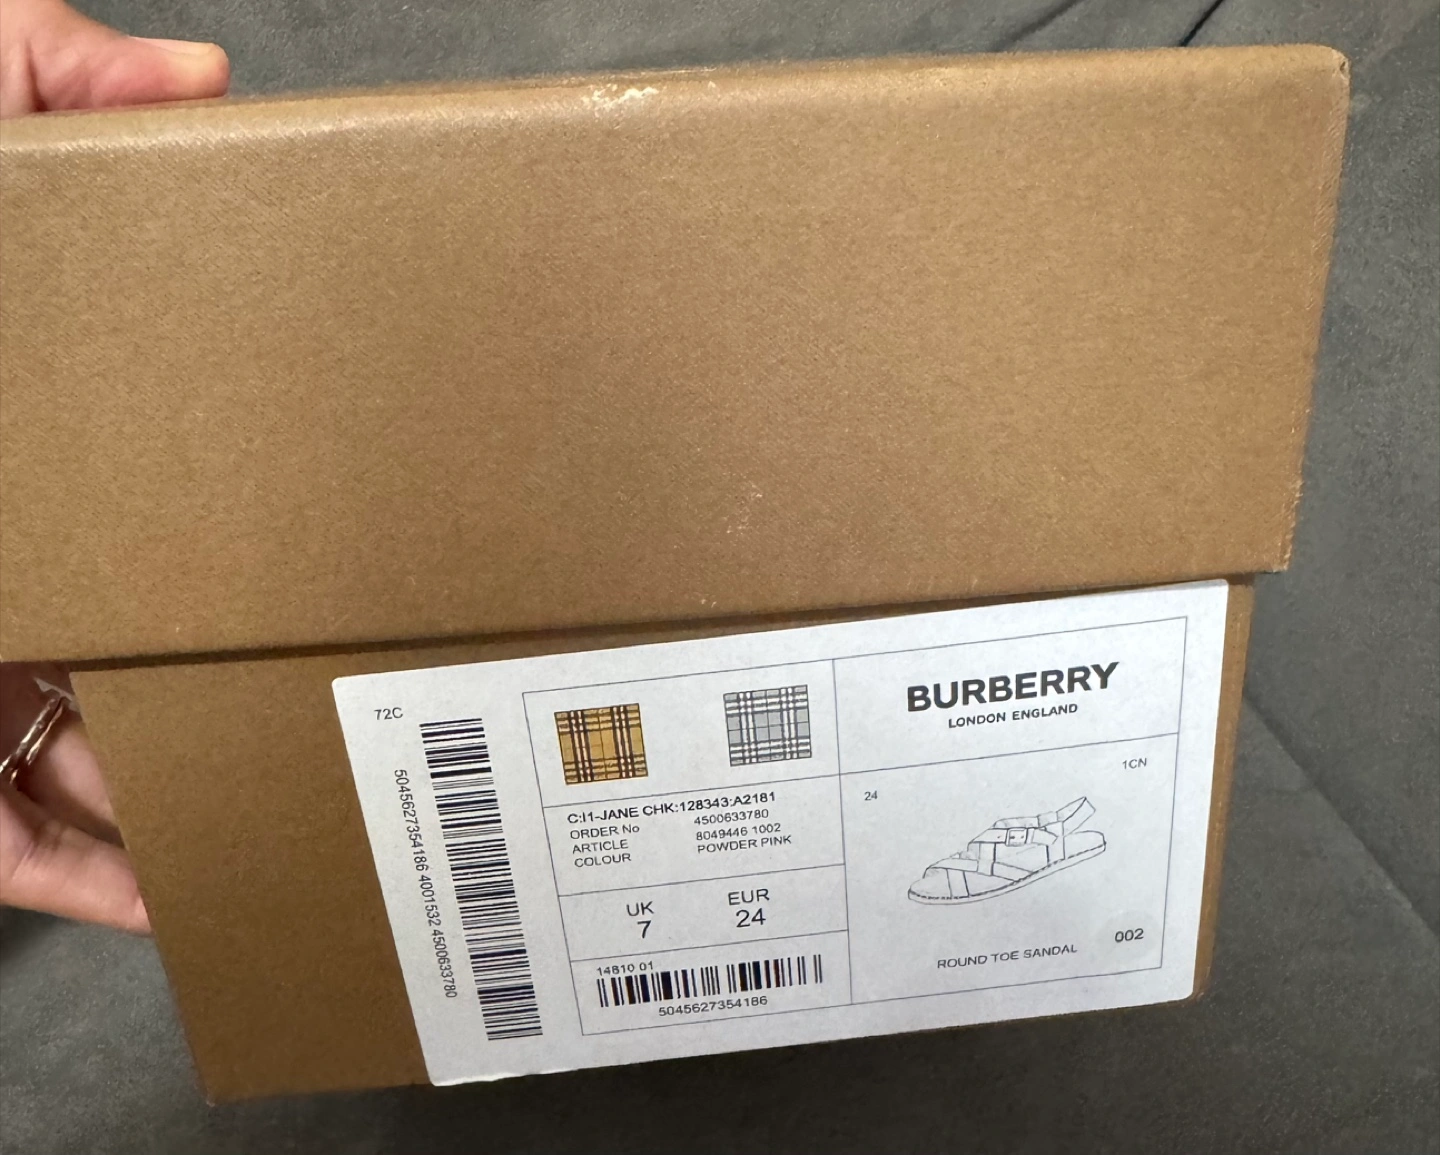 72C
5045627354186 4001532 4500633780
C:I1-JANE CHK:128343:A2181
ORDER No 4500633780
ARTICLE 8049446 1002
COLOUR POWDER PINK
UK EUR
7 24
14810 01
5045627354186
BURBERRY
LONDON ENGLAND
1CN
24
ROUND TOE SANDAL 002